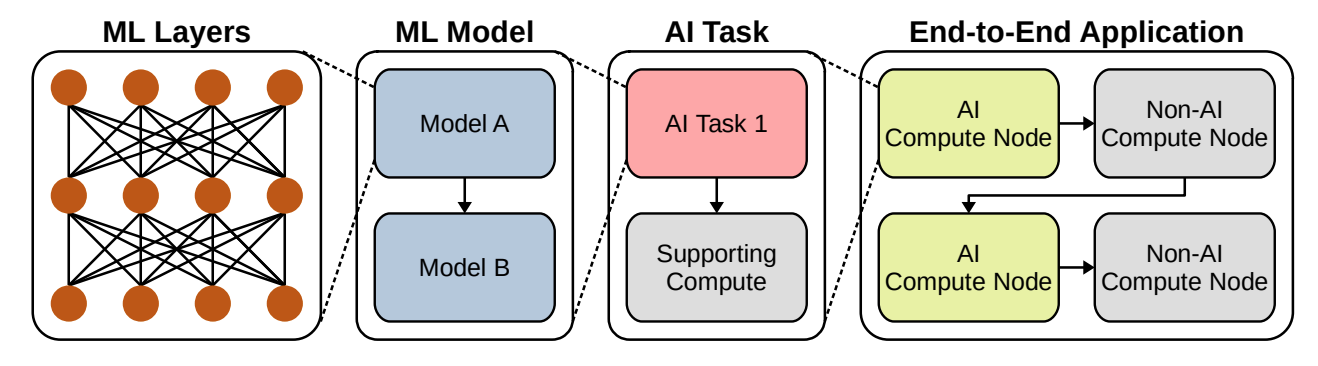 ML Layers
ML Model
AI Task
End-to-End Application
Model A
Model B
AI Task 1
Supporting
Compute
AI
Compute Node
Non-AI
Compute Node
AI
Compute Node
Non-AI
Compute Node